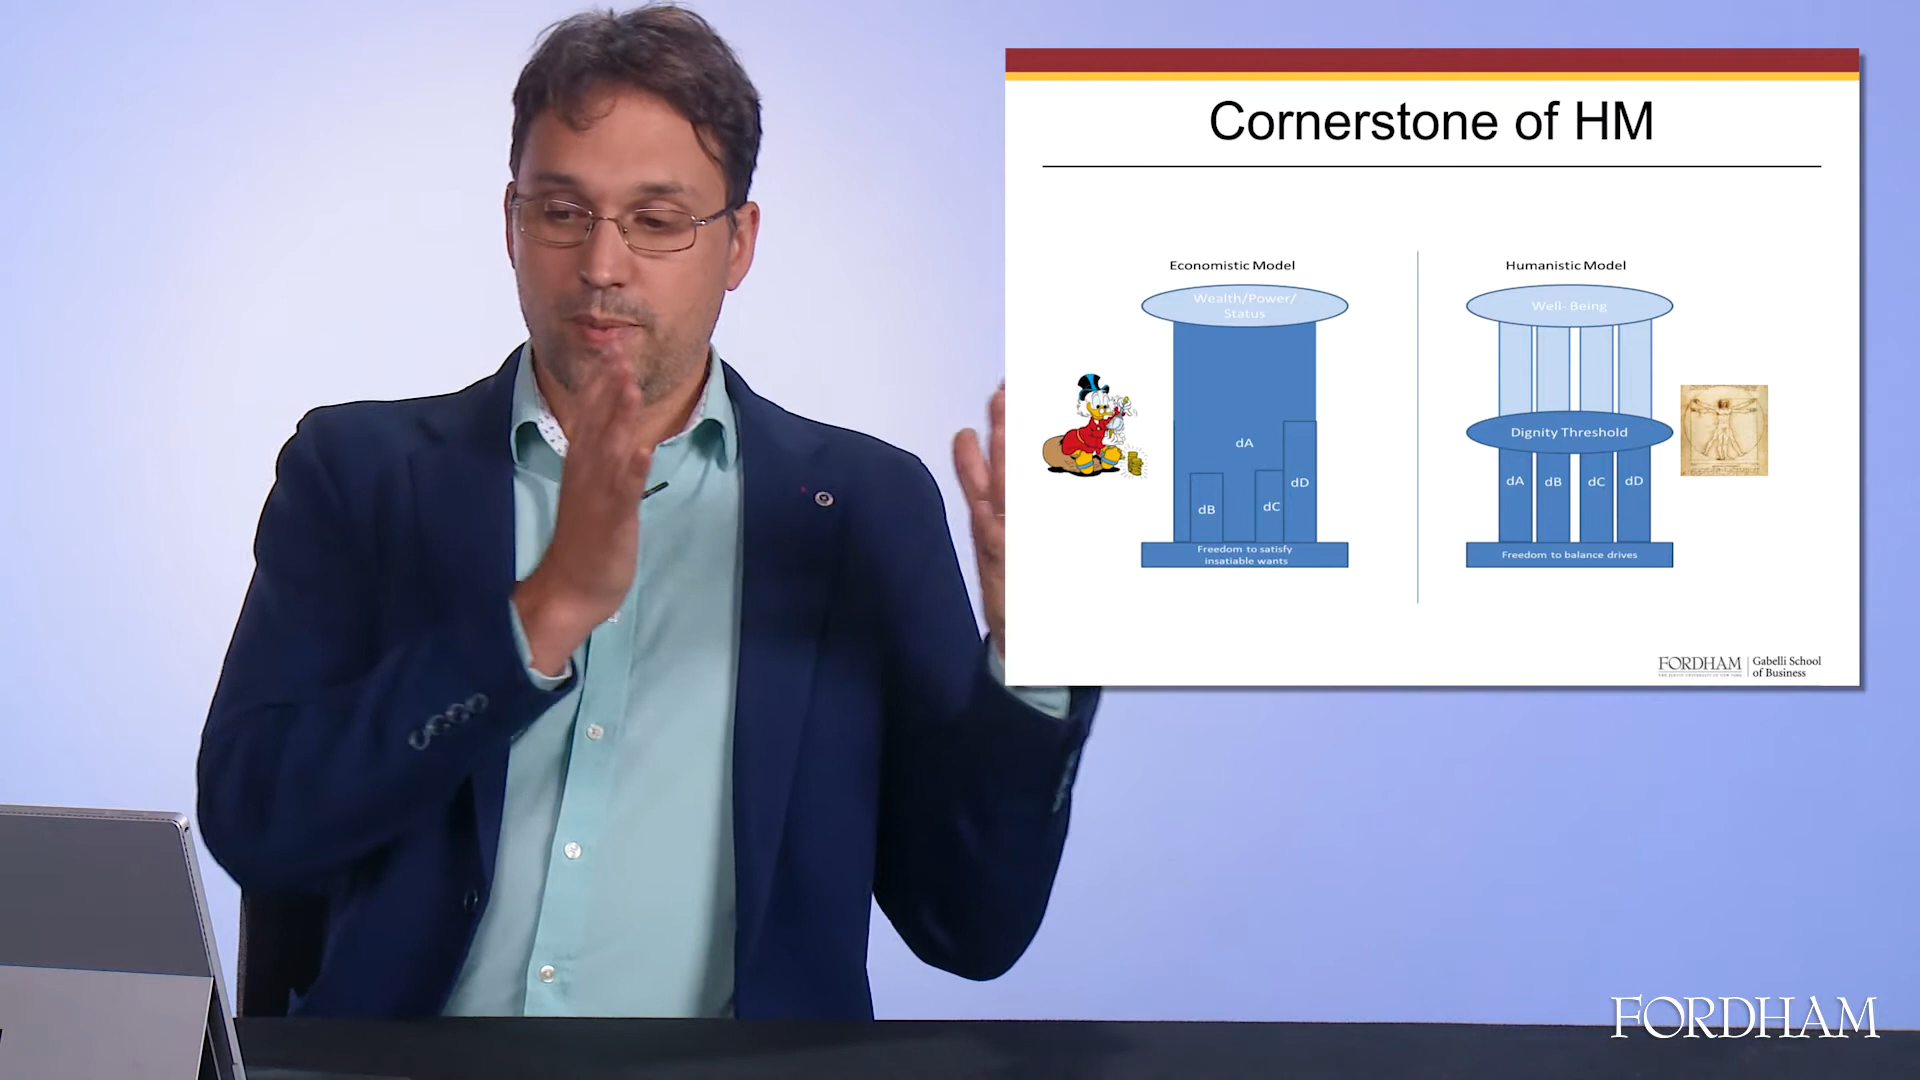 Cornerstone of HM
Economistic Model
Wealth/Power/
Status
dA
dB
dC
dD
Freedom to satisfy
insatiable wants
Humanistic Model
Well- Being
Dignity Threshold
dA dB dC dD
Freedom to balance drives
FORDHAM
Gabelli School
of Business
FORDHAM